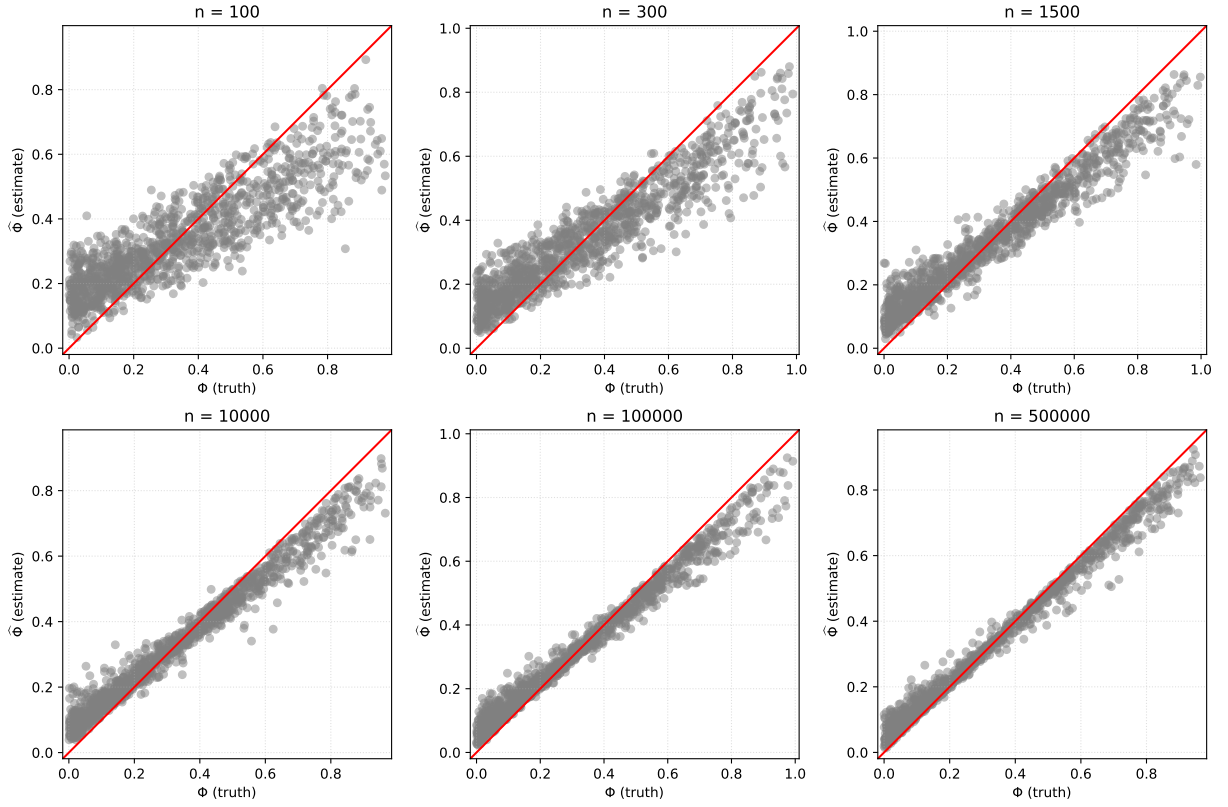 n = 100
0.0
0.2
0.4
0.6
0.8
0.0 0.2 0.4 0.6 0.8
Φ (truth)
Φ̂ (estimate)
n = 300
0.0
0.2
0.4
0.6
0.8
1.0
0.0 0.2 0.4 0.6 0.8 1.0
Φ (truth)
Φ̂ (estimate)
n = 1500
0.0
0.2
0.4
0.6
0.8
1.0
0.0 0.2 0.4 0.6 0.8 1.0
Φ (truth)
Φ̂ (estimate)
n = 10000
0.0
0.2
0.4
0.6
0.8
0.0 0.2 0.4 0.6 0.8
Φ (truth)
Φ̂ (estimate)
n = 100000
0.0
0.2
0.4
0.6
0.8
1.0
0.0 0.2 0.4 0.6 0.8 1.0
Φ (truth)
Φ̂ (estimate)
n = 500000
0.0
0.2
0.4
0.6
0.8
0.0 0.2 0.4 0.6 0.8
Φ (truth)
Φ̂ (estimate)